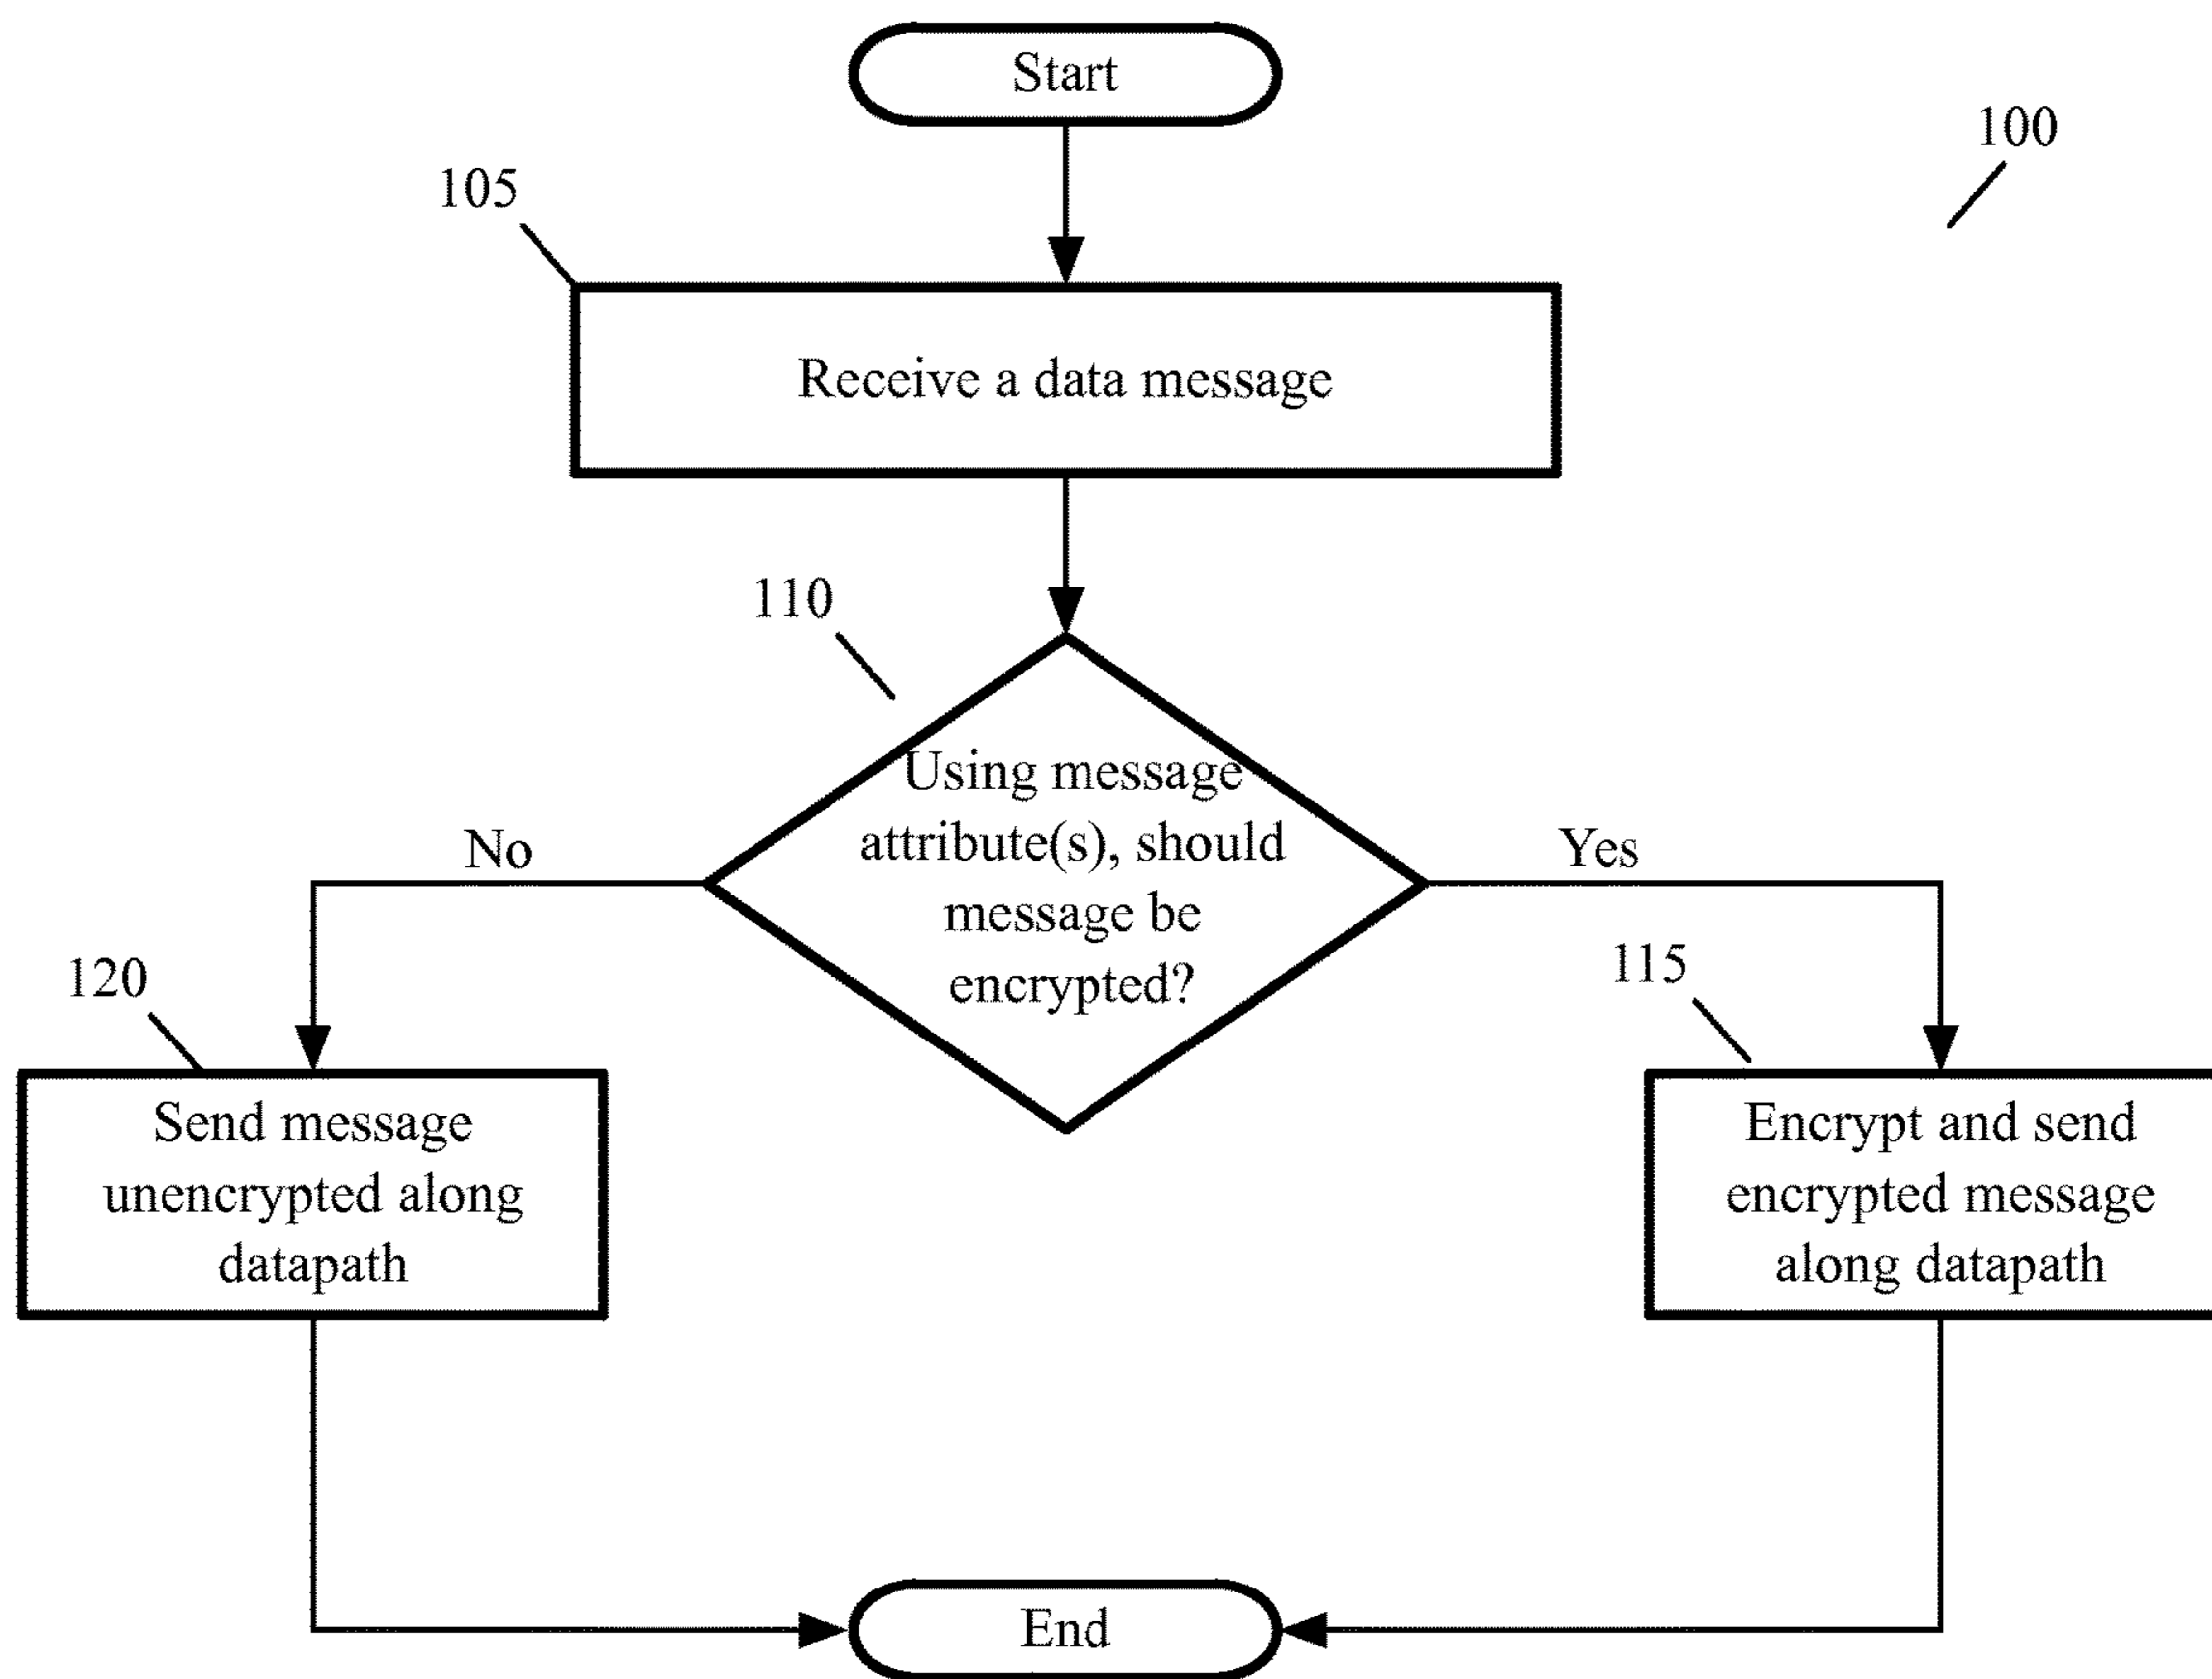 Start
100
105
Receive a data message
110
Using message
attribute(s), should
message be
encrypted?
No
Yes
120
115
Send message
unencrypted along
datapath
Encrypt and send
encrypted message
along datapath
End